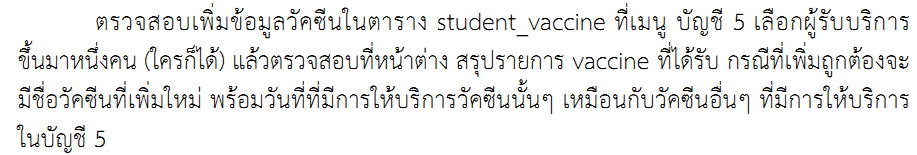 ตรวจสอบเพิ่มข้อมูลวัคซีนในตาราง student_vaccine ที่เมนู บัญชี 5 เลือกผู้รับบริการ
ขึ้นมาหนึ่งคน (ใครก็ได้) แล้วตรวจสอบที่หน้าต่าง สรุปรายการ vaccine ที่ได้รับ กรณีที่เพิ่มถูกต้องจะ
มีชื่อวัคซีนที่เพิ่มใหม่ พร้อมวันที่ที่มีการให้บริการวัคซีนนั้นๆ เหมือนกับวัคซีนอื่นๆ ที่มีการให้บริการ
ในบัญชี 5